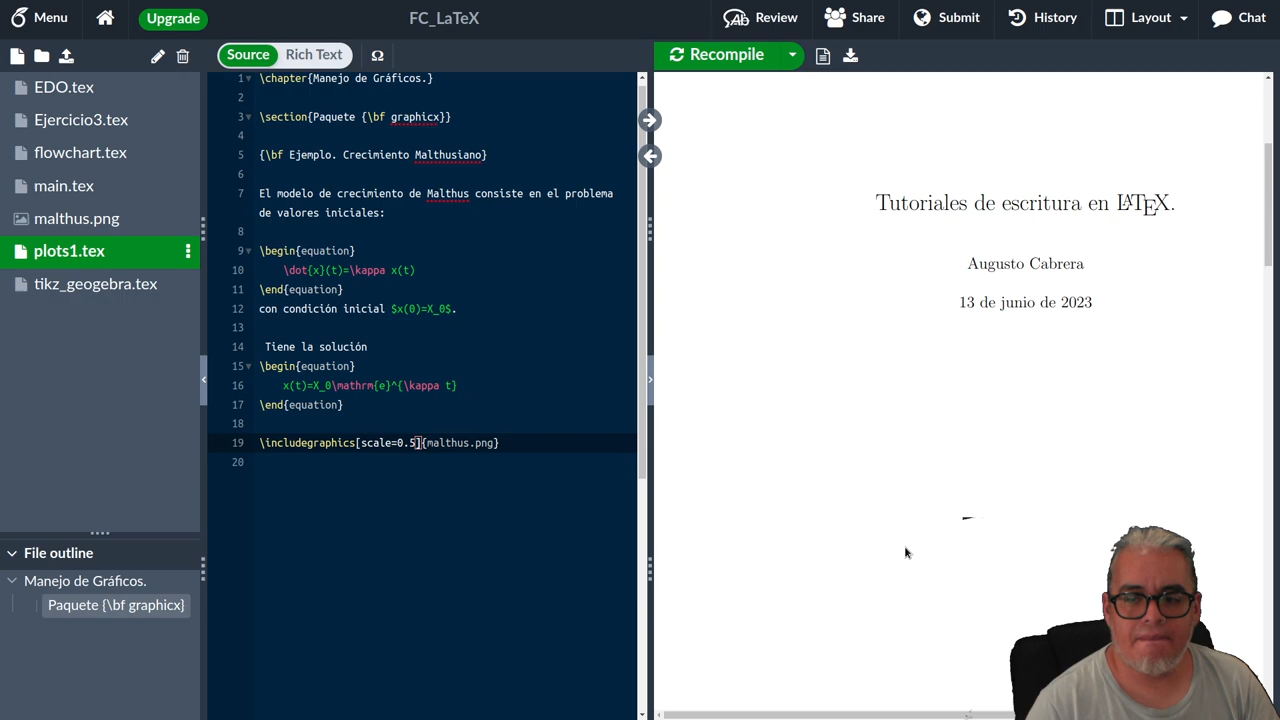 Menu
Upgrade
FC_LaTeX
Review
Share
Submit
History
Layout
Chat
Source
Rich Text
Ω
Recompile
EDO.tex
Ejercicio3.tex
flowchart.tex
main.tex
malthus.png
plots1.tex
tikz_geogebra.tex
File outline
Manejo de Gráficos.
Paquete {\bf graphicx}
1 \chapter{Manejo de Gráficos.}
2
3 \section{Paquete {\bf graphicx}}
4
5 {\bf Ejemplo. Crecimiento Malthusiano}
6
7 El modelo de crecimiento de Malthus consiste en el problema
de valores iniciales:
8
9 \begin{equation}
10 \dot{x}(t)=\kappa x(t)
11 \end{equation}
12 con condición inicial $x(0)=X_0$.
13
14 Tiene la solución
15 \begin{equation}
16 x(t)=X_0\mathrm{e}^{\kappa t}
17 \end{equation}
18
19 \includegraphics[scale=0.5]{malthus.png}
20
Tutoriales de escritura en LATEX.
Augusto Cabrera
13 de junio de 2023